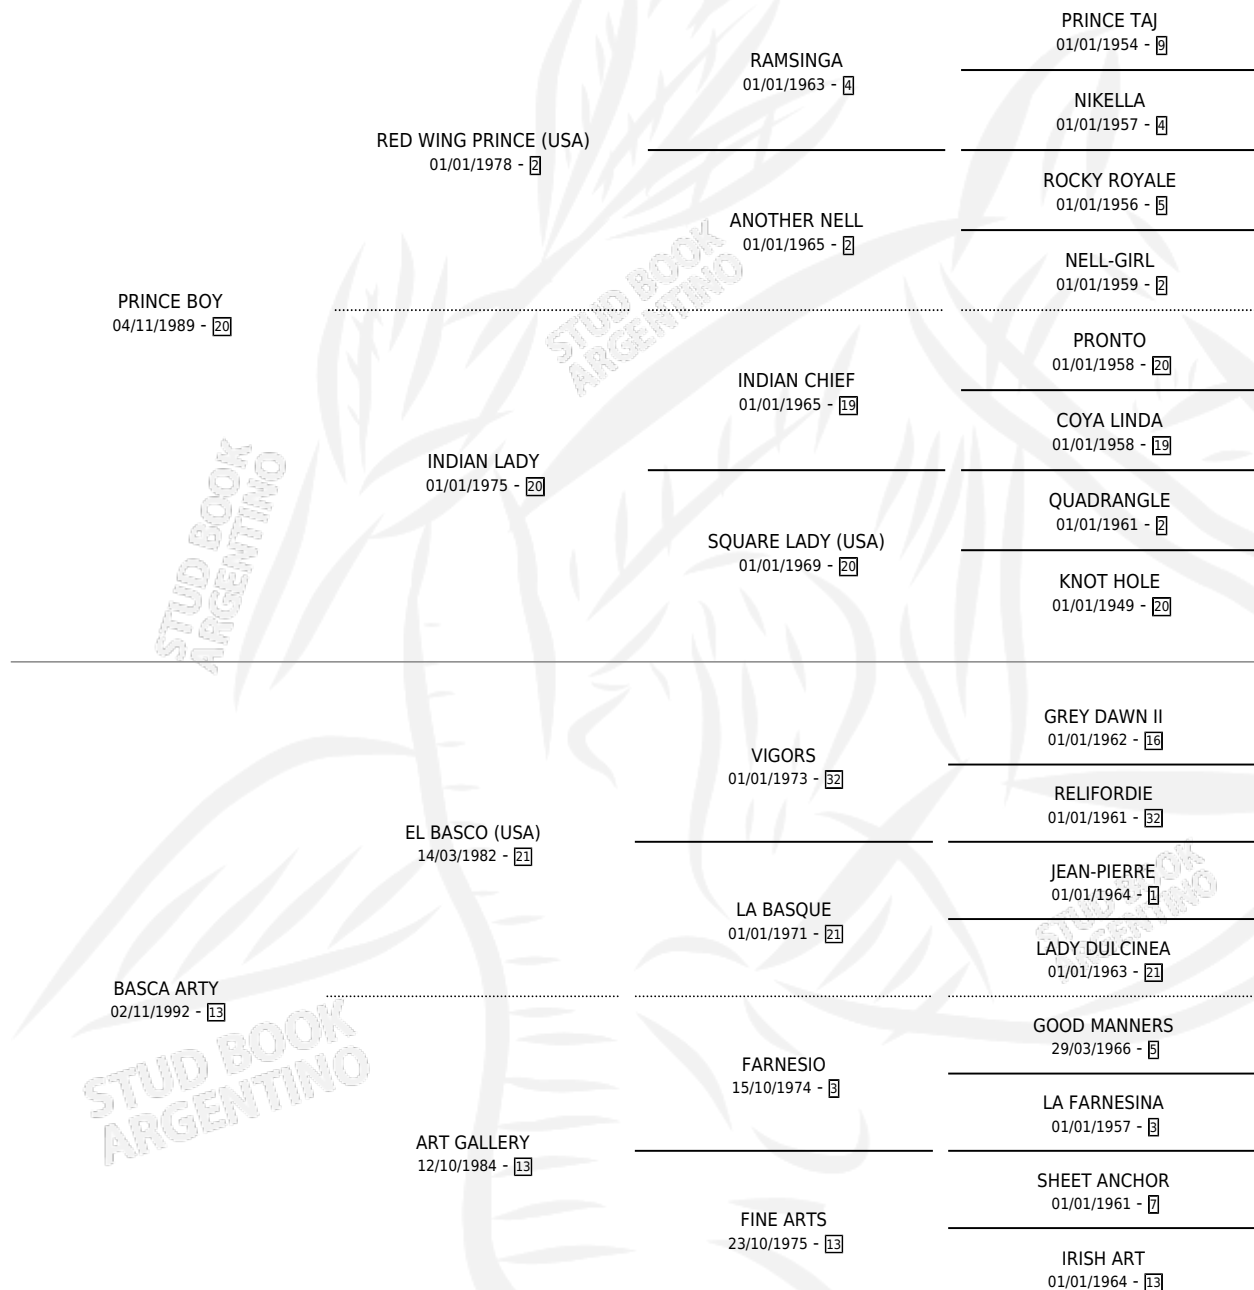 PRINCE TAJ
01/01/1954 - 9
RAMSINGA
01/01/1963 - 4
NIKELLA
01/01/1957 - 4
RED WING PRINCE (USA)
01/01/1978 - 2
ROCKY ROYALE
01/01/1956 - 5
ANOTHER NELL
01/01/1965 - 2
NELL-GIRL
01/01/1959 - 2
PRINCE BOY
04/11/1989 - 20
PRONTO
01/01/1958 - 20
INDIAN CHIEF
01/01/1965 - 19
COYA LINDA
01/01/1958 - 19
INDIAN LADY
01/01/1975 - 20
QUADRANGLE
01/01/1961 - 2
SQUARE LADY (USA)
01/01/1969 - 20
KNOT HOLE
01/01/1949 - 20
GREY DAWN II
01/01/1962 - 16
VIGORS
01/01/1973 - 32
RELIFORDIE
01/01/1961 - 32
EL BASCO (USA)
14/03/1982 - 21
JEAN-PIERRE
01/01/1964 - 1
LA BASQUE
01/01/1971 - 21
LADY DULCINEA
01/01/1963 - 21
BASCA ARTY
02/11/1992 - 13
GOOD MANNERS
29/03/1966 - 5
FARNESIO
15/10/1974 - 3
LA FARNESINA
01/01/1957 - 3
ART GALLERY
12/10/1984 - 13
SHEET ANCHOR
01/01/1961 - 7
FINE ARTS
23/10/1975 - 13
IRISH ART
01/01/1964 - 13
STUD BOOK
ARGENTINO
STUD BOOK
ARGENTINO
STUD BOOK
ARGENTINO
STUD BOOK
ARGENTINO